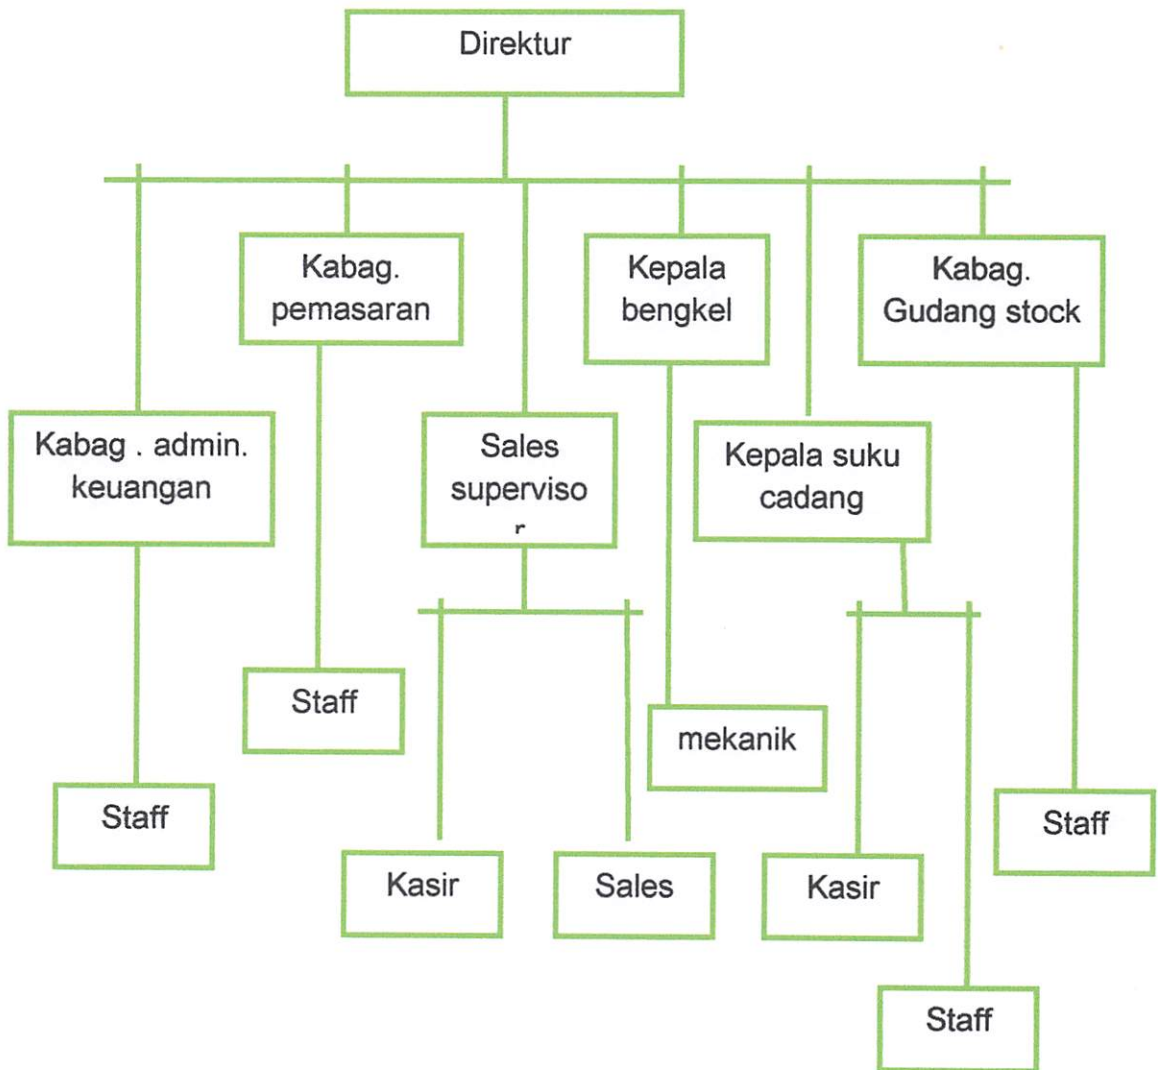 Direktur
Kabag.
pemasaran
Kepala
bengkel
Kabag.
Gudang stock
Kabag . admin.
keuangan
Sales
superviso
r
Kepala suku
cadang
Staff
mekanik
Staff
Staff
Kasir
Sales
Kasir
Staff